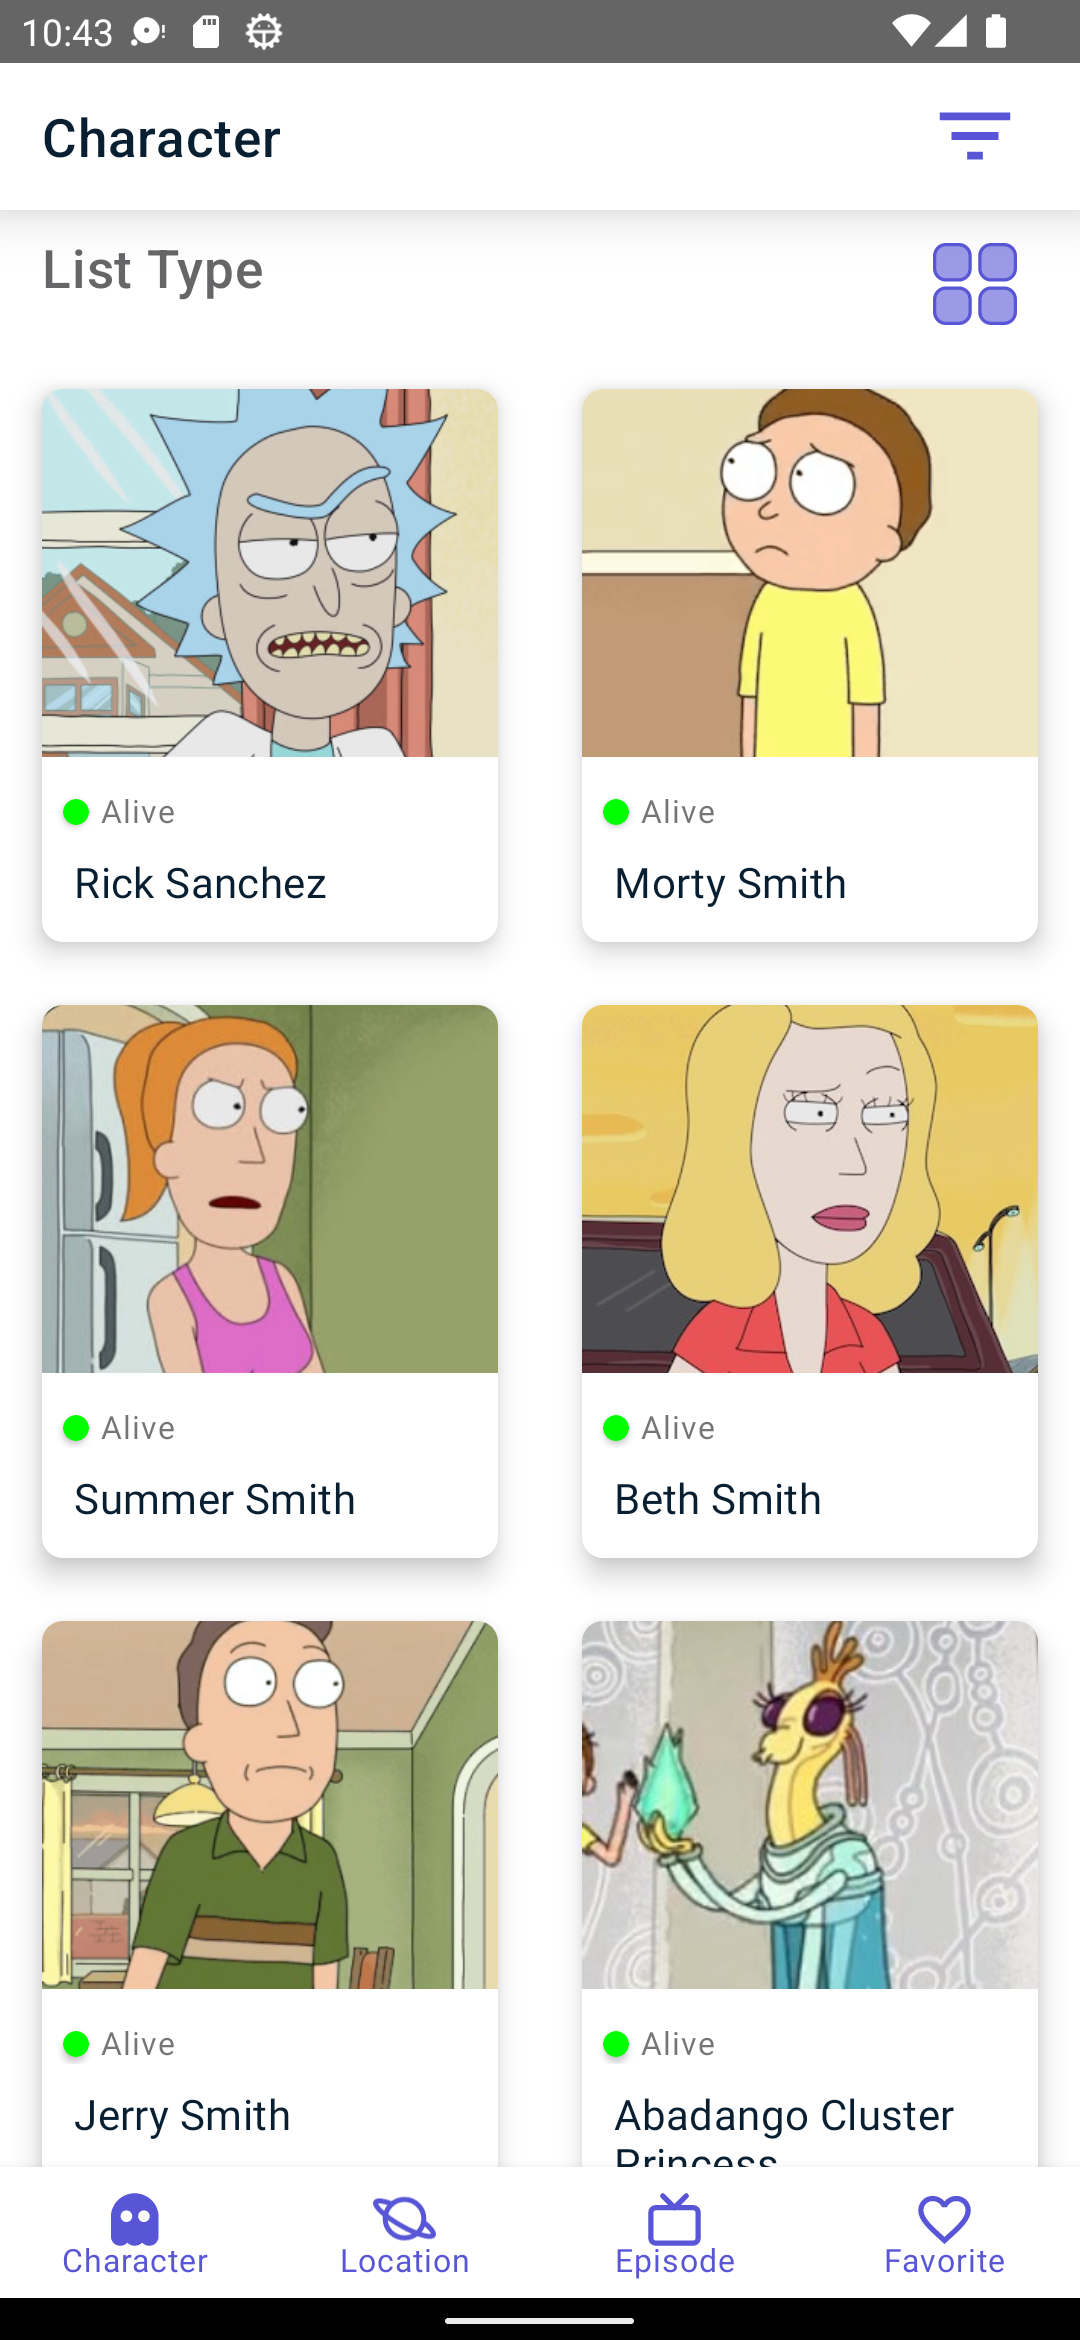 10:43
Character
List Type
Alive
Rick Sanchez
Alive
Morty Smith
Alive
Summer Smith
Alive
Beth Smith
Alive
Jerry Smith
Alive
Abadango Cluster
Princess
Character
Location
Episode
Favorite